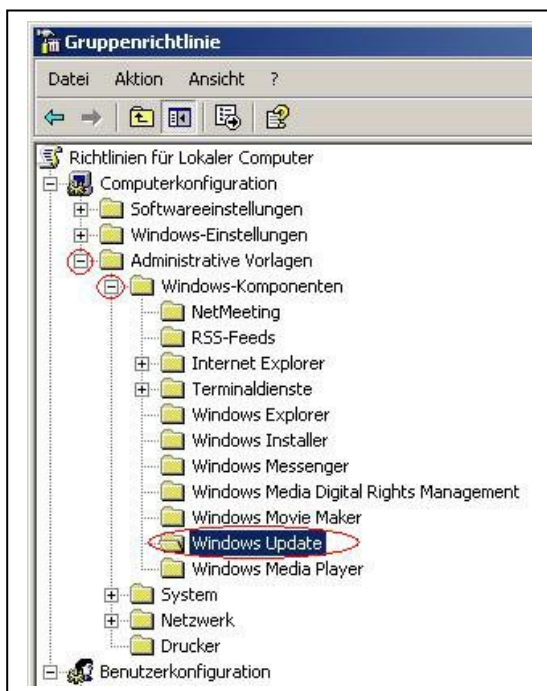 Gruppenrichtlinie
Datei Aktion Ansicht ?
Richtlinien für Lokaler Computer
Computerkonfiguration
Softwareeinstellungen
Windows-Einstellungen
Administrative Vorlagen
Windows-Komponenten
NetMeeting
RSS-Feeds
Internet Explorer
Terminaldienste
Windows Explorer
Windows Installer
Windows Messenger
Windows Media Digital Rights Management
Windows Movie Maker
Windows Update
Windows Media Player
System
Netzwerk
Drucker
Benutzerkonfiguration